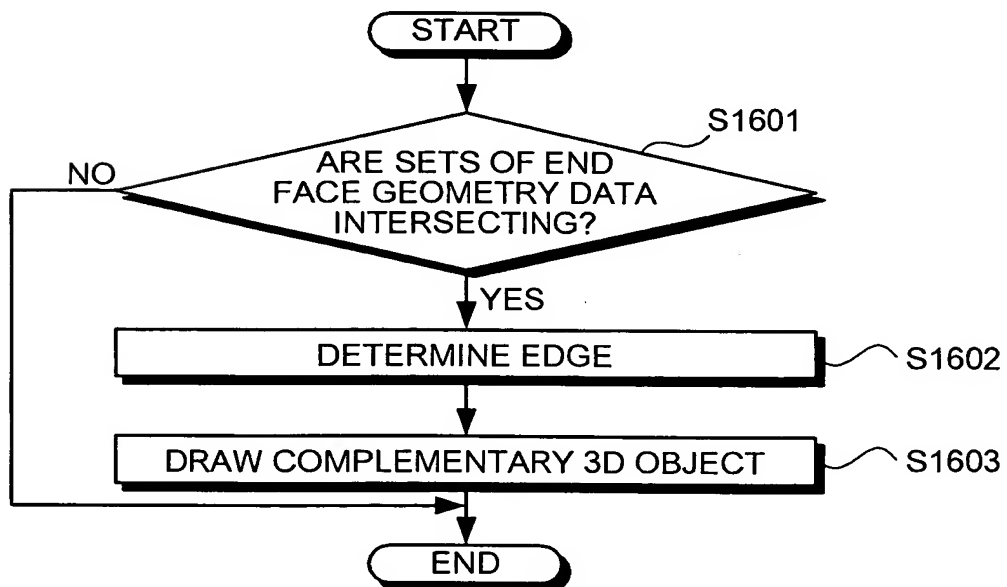 START
S1601
ARE SETS OF END
FACE GEOMETRY DATA
INTERSECTING?
NO
YES
DETERMINE EDGE
S1602
DRAW COMPLEMENTARY 3D OBJECT
S1603
END